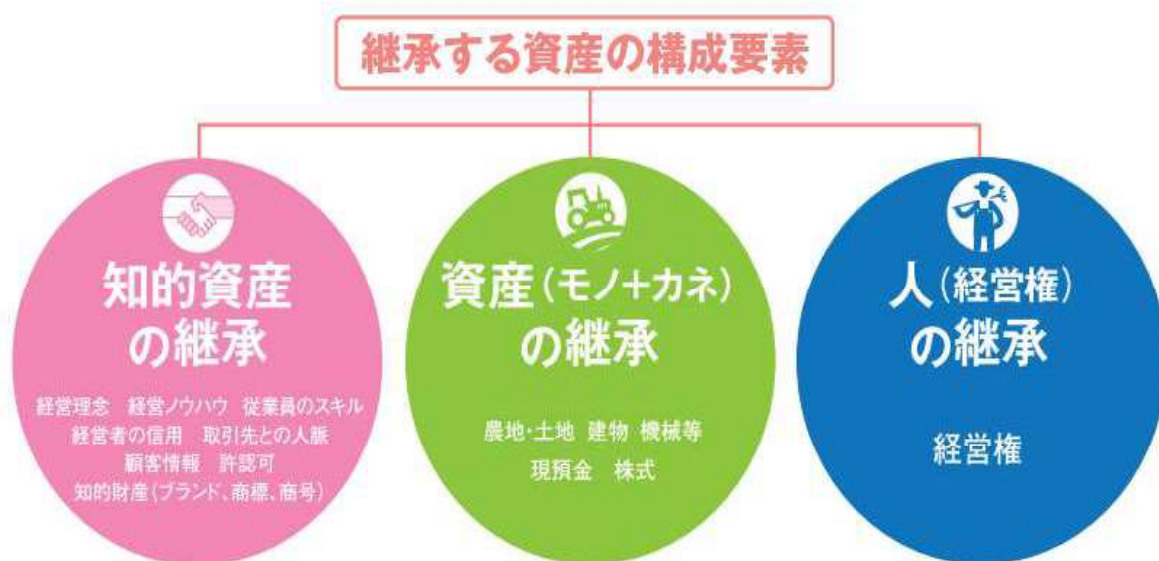 継承する資産の構成要素
知的資産
の継承
経営理念　経営ノウハウ　従業員のスキル
経営者の信用　取引先との人脈
顧客情報　許認可
知的財産(ブランド、商標、商号)
資産(モノ+カネ)
の継承
農地・土地　建物　機械等
現預金　株式
人(経営権)
の継承
経営権